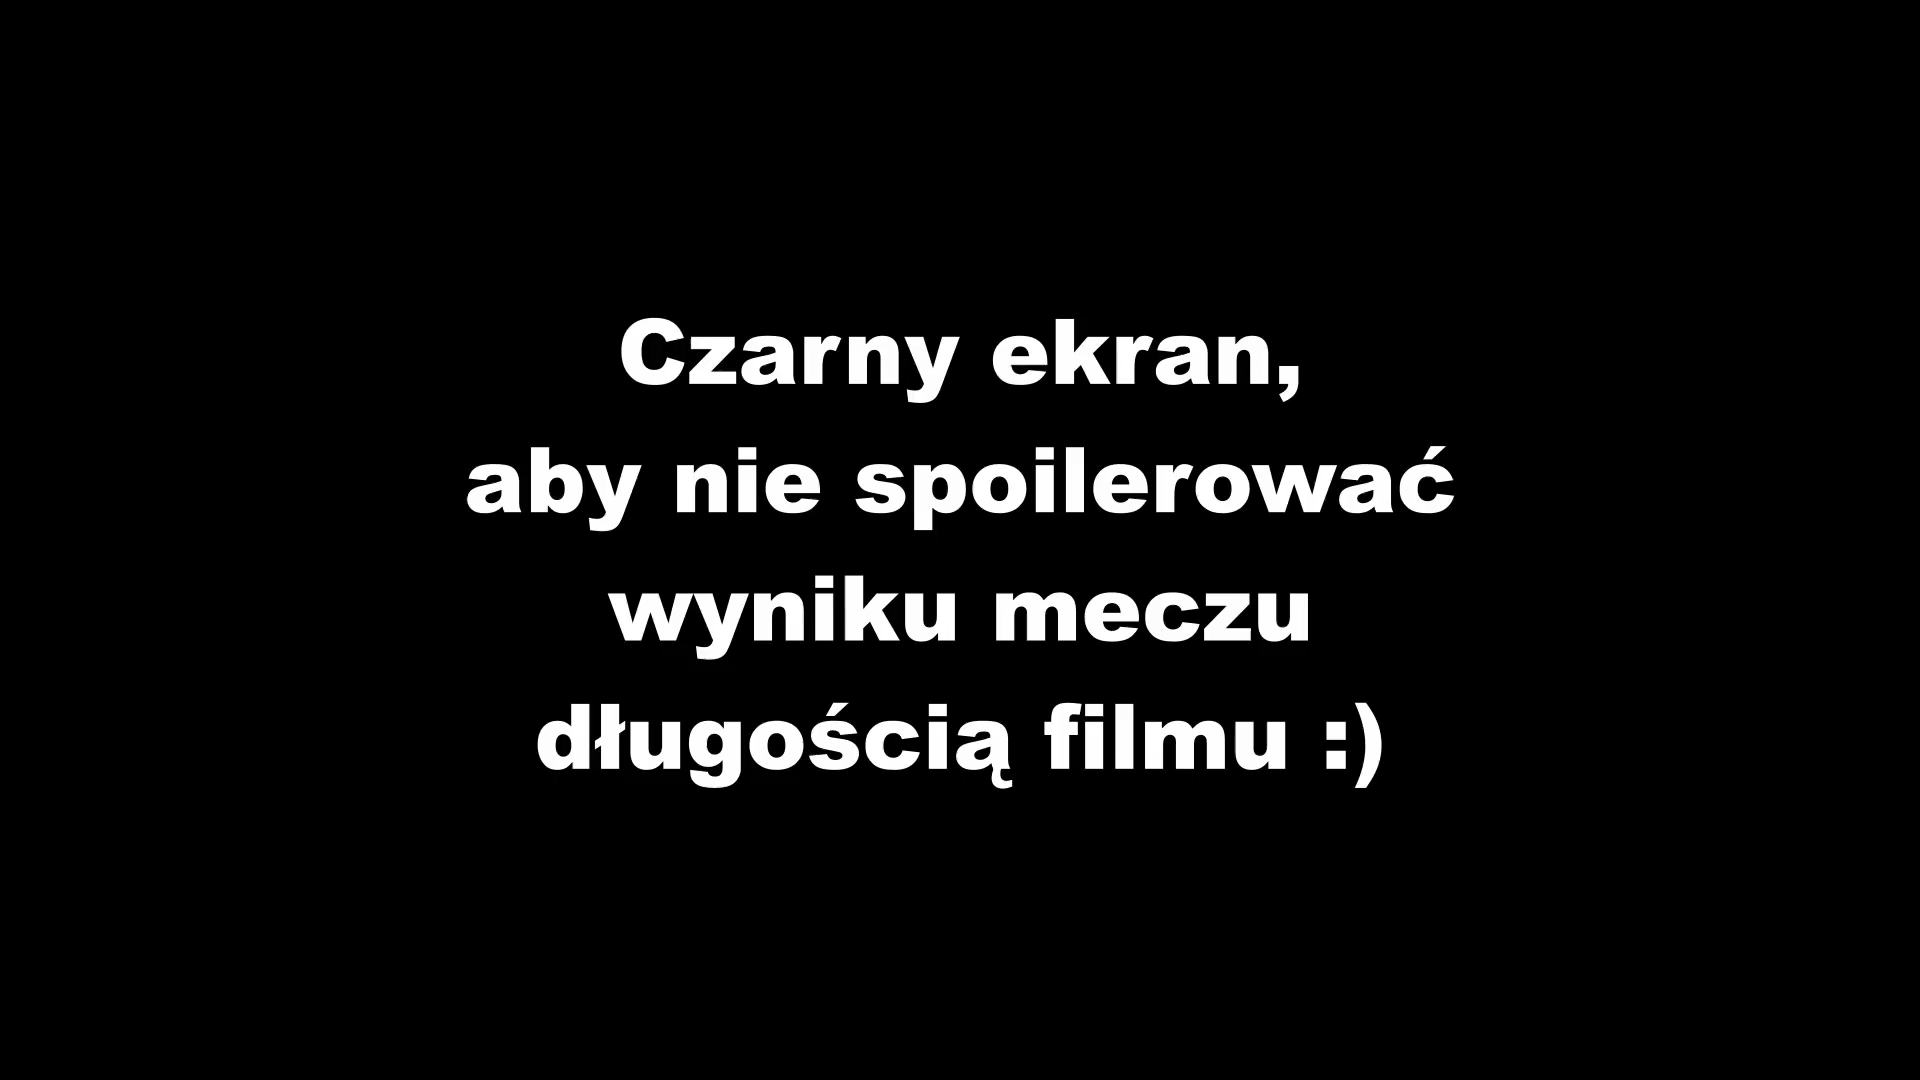 Czarny ekran,
aby nie spoilerować
wyniku meczu
długością filmu :)